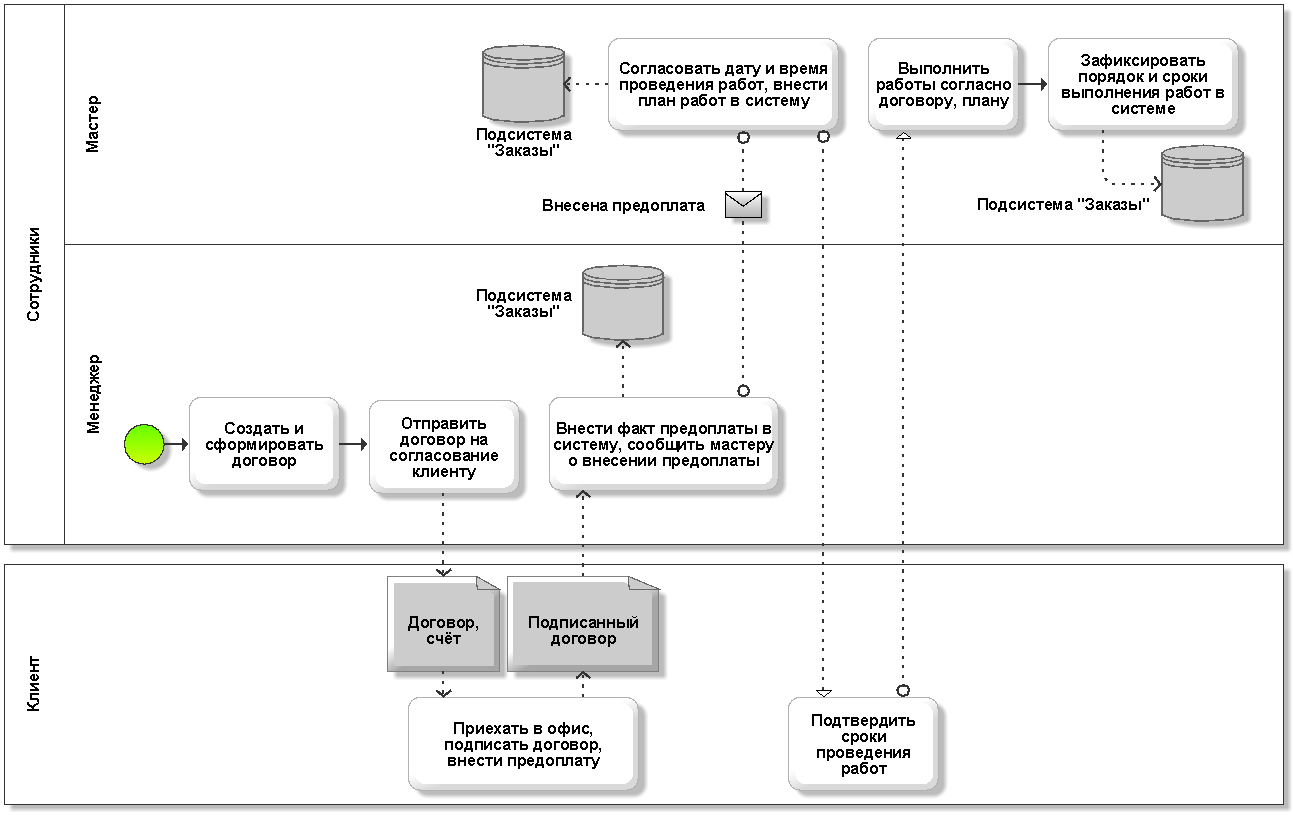 Сотрудники
Мастер
Подсистема
"Заказы"
Согласовать дату и время
проведения работ, внести
план работ в систему
Выполнить
работы согласно
договору, плану
Зафиксировать
порядок и сроки
выполнения работ в
системе
Подсистема "Заказы"
Внесена предоплата
Менеджер
Подсистема
"Заказы"
Создать и
сформировать
договор
Отправить
договор на
согласование
клиенту
Внести факт предоплаты в
систему, сообщить мастеру
о внесении предоплаты
Клиент
Договор,
счёт
Подписанный
договор
Приехать в офис,
подписать договор,
внести предоплату
Подтвердить
сроки
проведения
работ